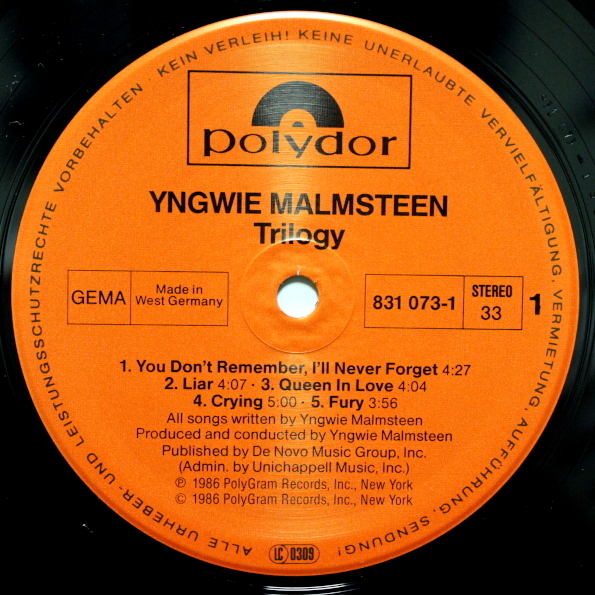 ALLE URHEBER- UND LEISTUNGSSCHUTZRECHTE VORBEHALTEN · KEIN VERLEIH! KEINE UNERLAUBTE VERVIELFÄLTIGUNG, VERMIETUNG, AUFFÜHRUNG, SENDUNG!
polydor
YNGWIE MALMSTEEN
Trilogy
GEMA
Made in
West Germany
831 073-1
STEREO
33
1
1. You Don't Remember, I'll Never Forget 4:27
2. Liar 4:07 · 3. Queen In Love 4:04
4. Crying 5:00 · 5. Fury 3:56
All songs written by Yngwie Malmsteen
Produced and conducted by Yngwie Malmsteen
Published by De Novo Music Group, Inc.
(Admin. by Unichappell Music, Inc.)
℗ 1986 PolyGram Records, Inc., New York
© 1986 PolyGram Records, Inc., New York
LC 0309